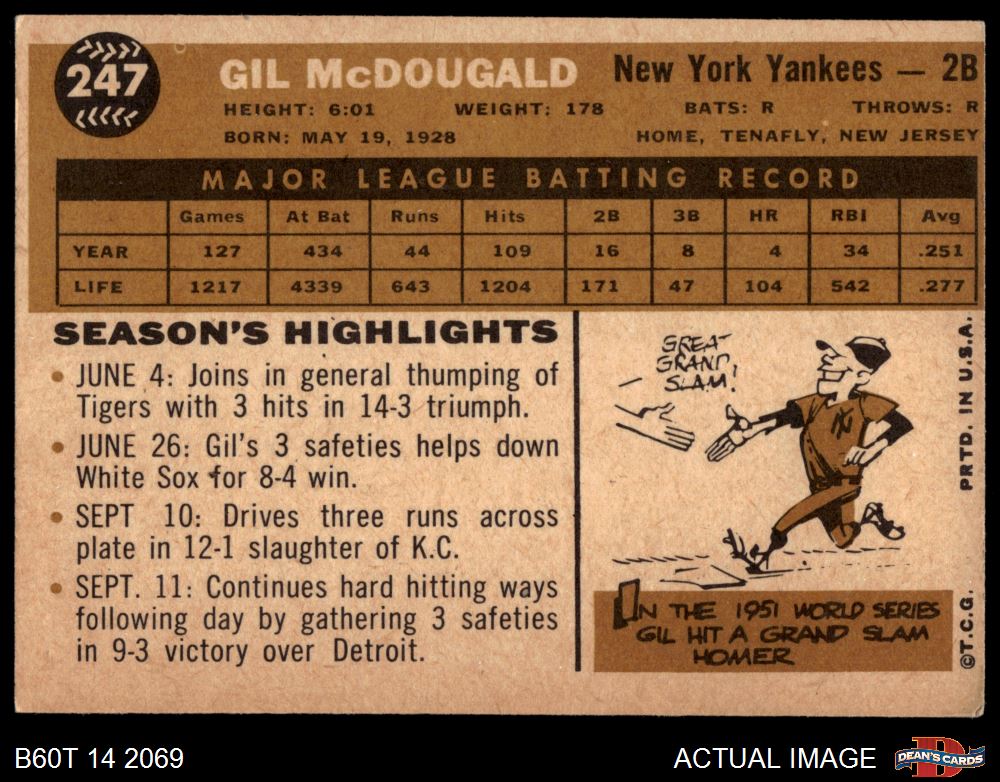 247
GIL McDOUGALD
New York Yankees — 2B
HEIGHT: 6:01 WEIGHT: 178 BATS: R THROWS: R
BORN: MAY 19, 1928 HOME, TENAFLY, NEW JERSEY
MAJOR LEAGUE BATTING RECORD
Games At Bat Runs Hits 2B 3B HR RBI Avg
YEAR 127 434 44 109 16 8 4 34 .251
LIFE 1217 4339 643 1204 171 47 104 542 .277
SEASON'S HIGHLIGHTS
• JUNE 4: Joins in general thumping of
Tigers with 3 hits in 14-3 triumph.
• JUNE 26: Gil's 3 safeties helps down
White Sox for 8-4 win.
• SEPT 10: Drives three runs across
plate in 12-1 slaughter of K.C.
• SEPT. 11: Continues hard hitting ways
following day by gathering 3 safeties
in 9-3 victory over Detroit.
GREAT
GRAND
SLAM!
NY
IN THE 1951 WORLD SERIES
GIL HIT A GRAND SLAM
HOMER
PRTD. IN U.S.A.
©T.C.G.
B60T 14 2069
ACTUAL IMAGE
D
DEAN'S CARDS